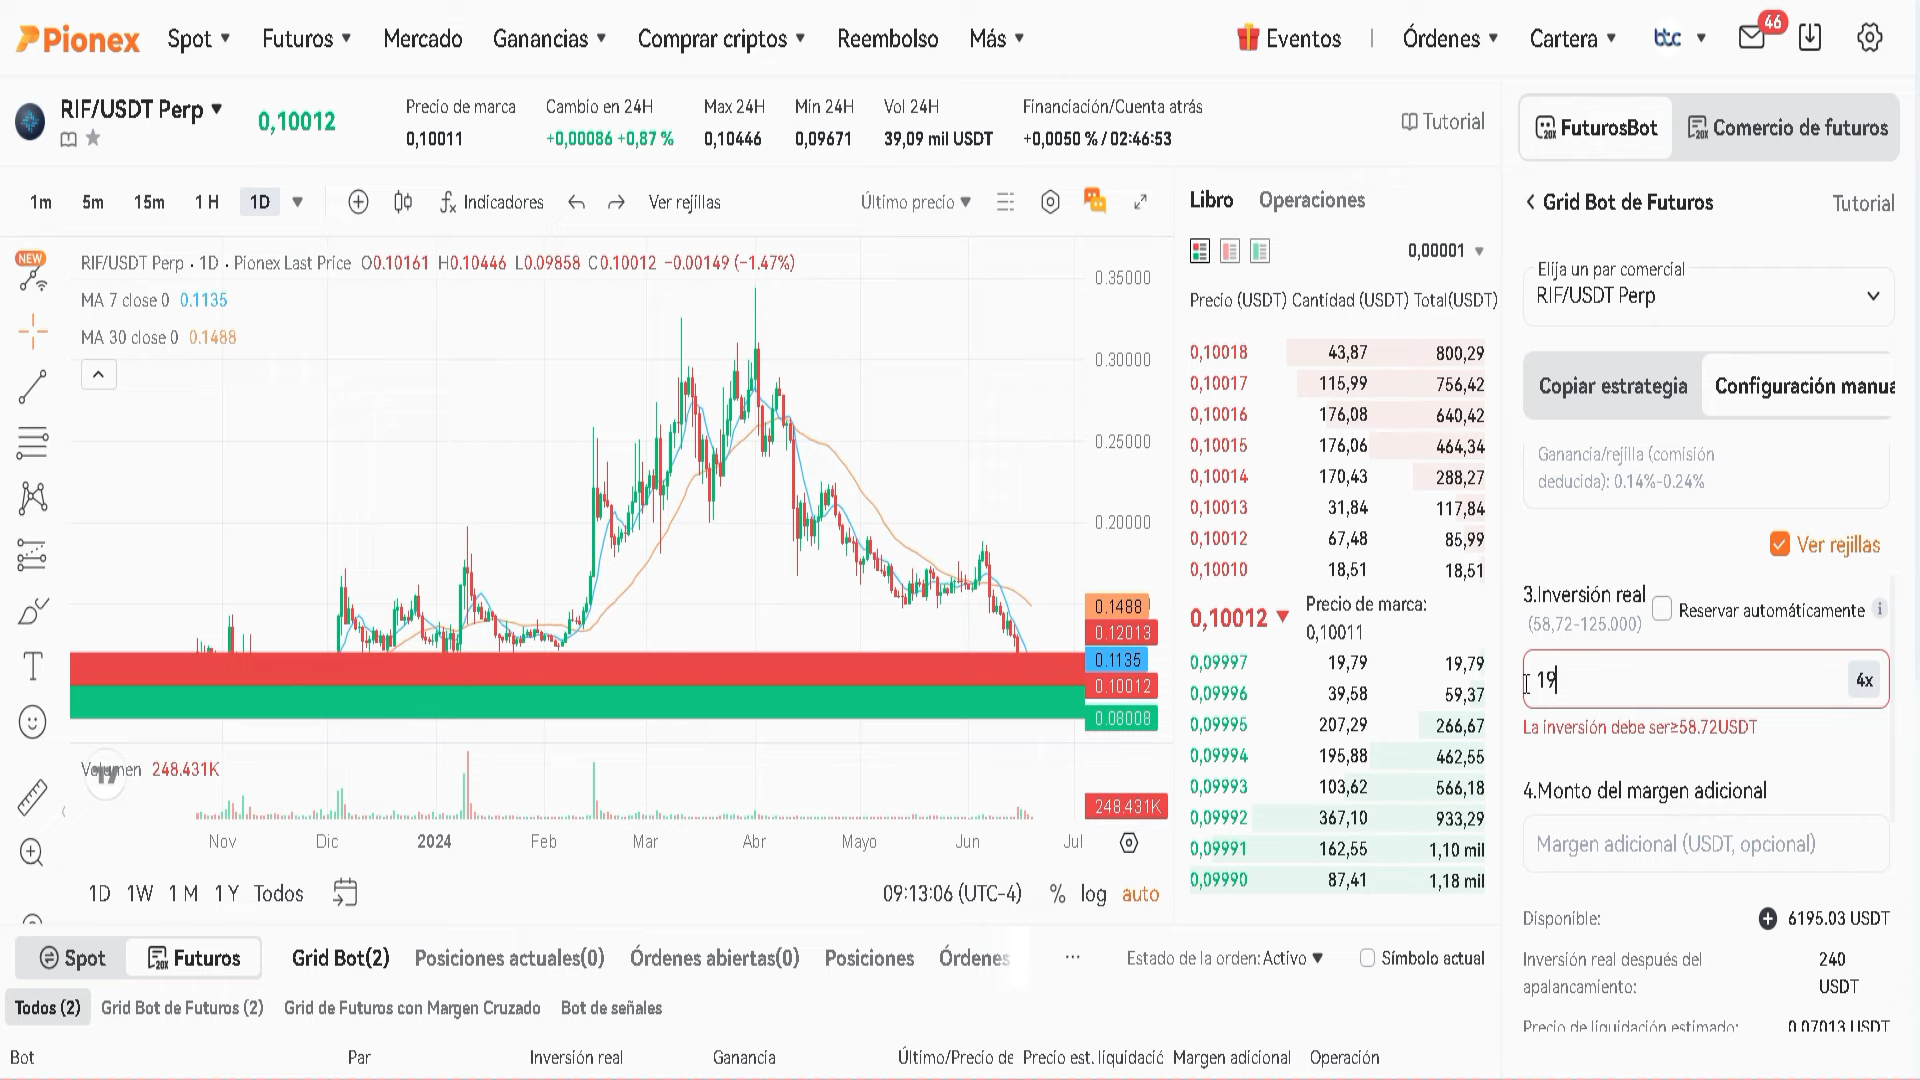 Pionex
Spot
Futuros
Mercado
Ganancias
Comprar criptos
Reembolso
Más
Eventos
Órdenes
Cartera
btc
46
RIF/USDT Perp
0,10012
Precio de marca
0,10011
Cambio en 24H
+0,00086 +0,87 %
Max 24H
0,10446
Min 24H
0,09671
Vol 24H
39,09 mil USDT
Financiación/Cuenta atrás
+0,0050 % / 02:46:53
Tutorial
FuturosBot
Comercio de futuros
1m 5m 15m 1 H 1D
Indicadores
Ver rejillas
Último precio
NEW
RIF/USDT Perp · 1D · Pionex Last Price O0.10161 H0.10446 L0.09858 C0.10012 −0.00149 (−1.47%)
MA 7 close 0 0.1135
MA 30 close 0 0.1488
0.35000
0.30000
0.25000
0.20000
0.1488
0.12013
0.1135
0.10012
0.08008
Volumen 248.431K
248.431K
Nov Dic 2024 Feb Mar Abr Mayo Jun Jul
1D 1W 1 M 1 Y Todos
09:13:06 (UTC-4) % log auto
Libro Operaciones
0,00001
Precio (USDT) Cantidad (USDT) Total(USDT)
0,10018 43,87 800,29
0,10017 115,99 756,42
0,10016 176,08 640,42
0,10015 176,06 464,34
0,10014 170,43 288,27
0,10013 31,84 117,84
0,10012 67,48 85,99
0,10010 18,51 18,51
0,10012
Precio de marca:
0,10011
0,09997 19,79 19,79
0,09996 39,58 59,37
0,09995 207,29 266,67
0,09994 195,88 462,55
0,09993 103,62 566,18
0,09992 367,10 933,29
0,09991 162,55 1,10 mil
0,09990 87,41 1,18 mil
Grid Bot de Futuros
Tutorial
Elija un par comercial
RIF/USDT Perp
Copiar estrategia
Configuración manua
Ganancia/rejilla (comisión
deducida): 0.14%-0.24%
Ver rejillas
3.Inversión real
(58,72-125.000)
Reservar automáticamente
19
4x
La inversión debe ser≥58.72USDT
4.Monto del margen adicional
Margen adicional (USDT, opcional)
Disponible: 6195.03 USDT
Inversión real después del
apalancamiento:
240
USDT
Precio de liquidación estimado: 0.07013 USDT
Spot
Futuros
Grid Bot(2)
Posiciones actuales(0)
Órdenes abiertas(0)
Posiciones
Órdenes
...
Estado de la orden:Activo
Símbolo actual
Todos (2)
Grid Bot de Futuros (2)
Grid de Futuros con Margen Cruzado
Bot de señales
Bot
Par
Inversión real
Ganancia
Último/Precio de
Precio est. liquidació
Margen adicional
Operación